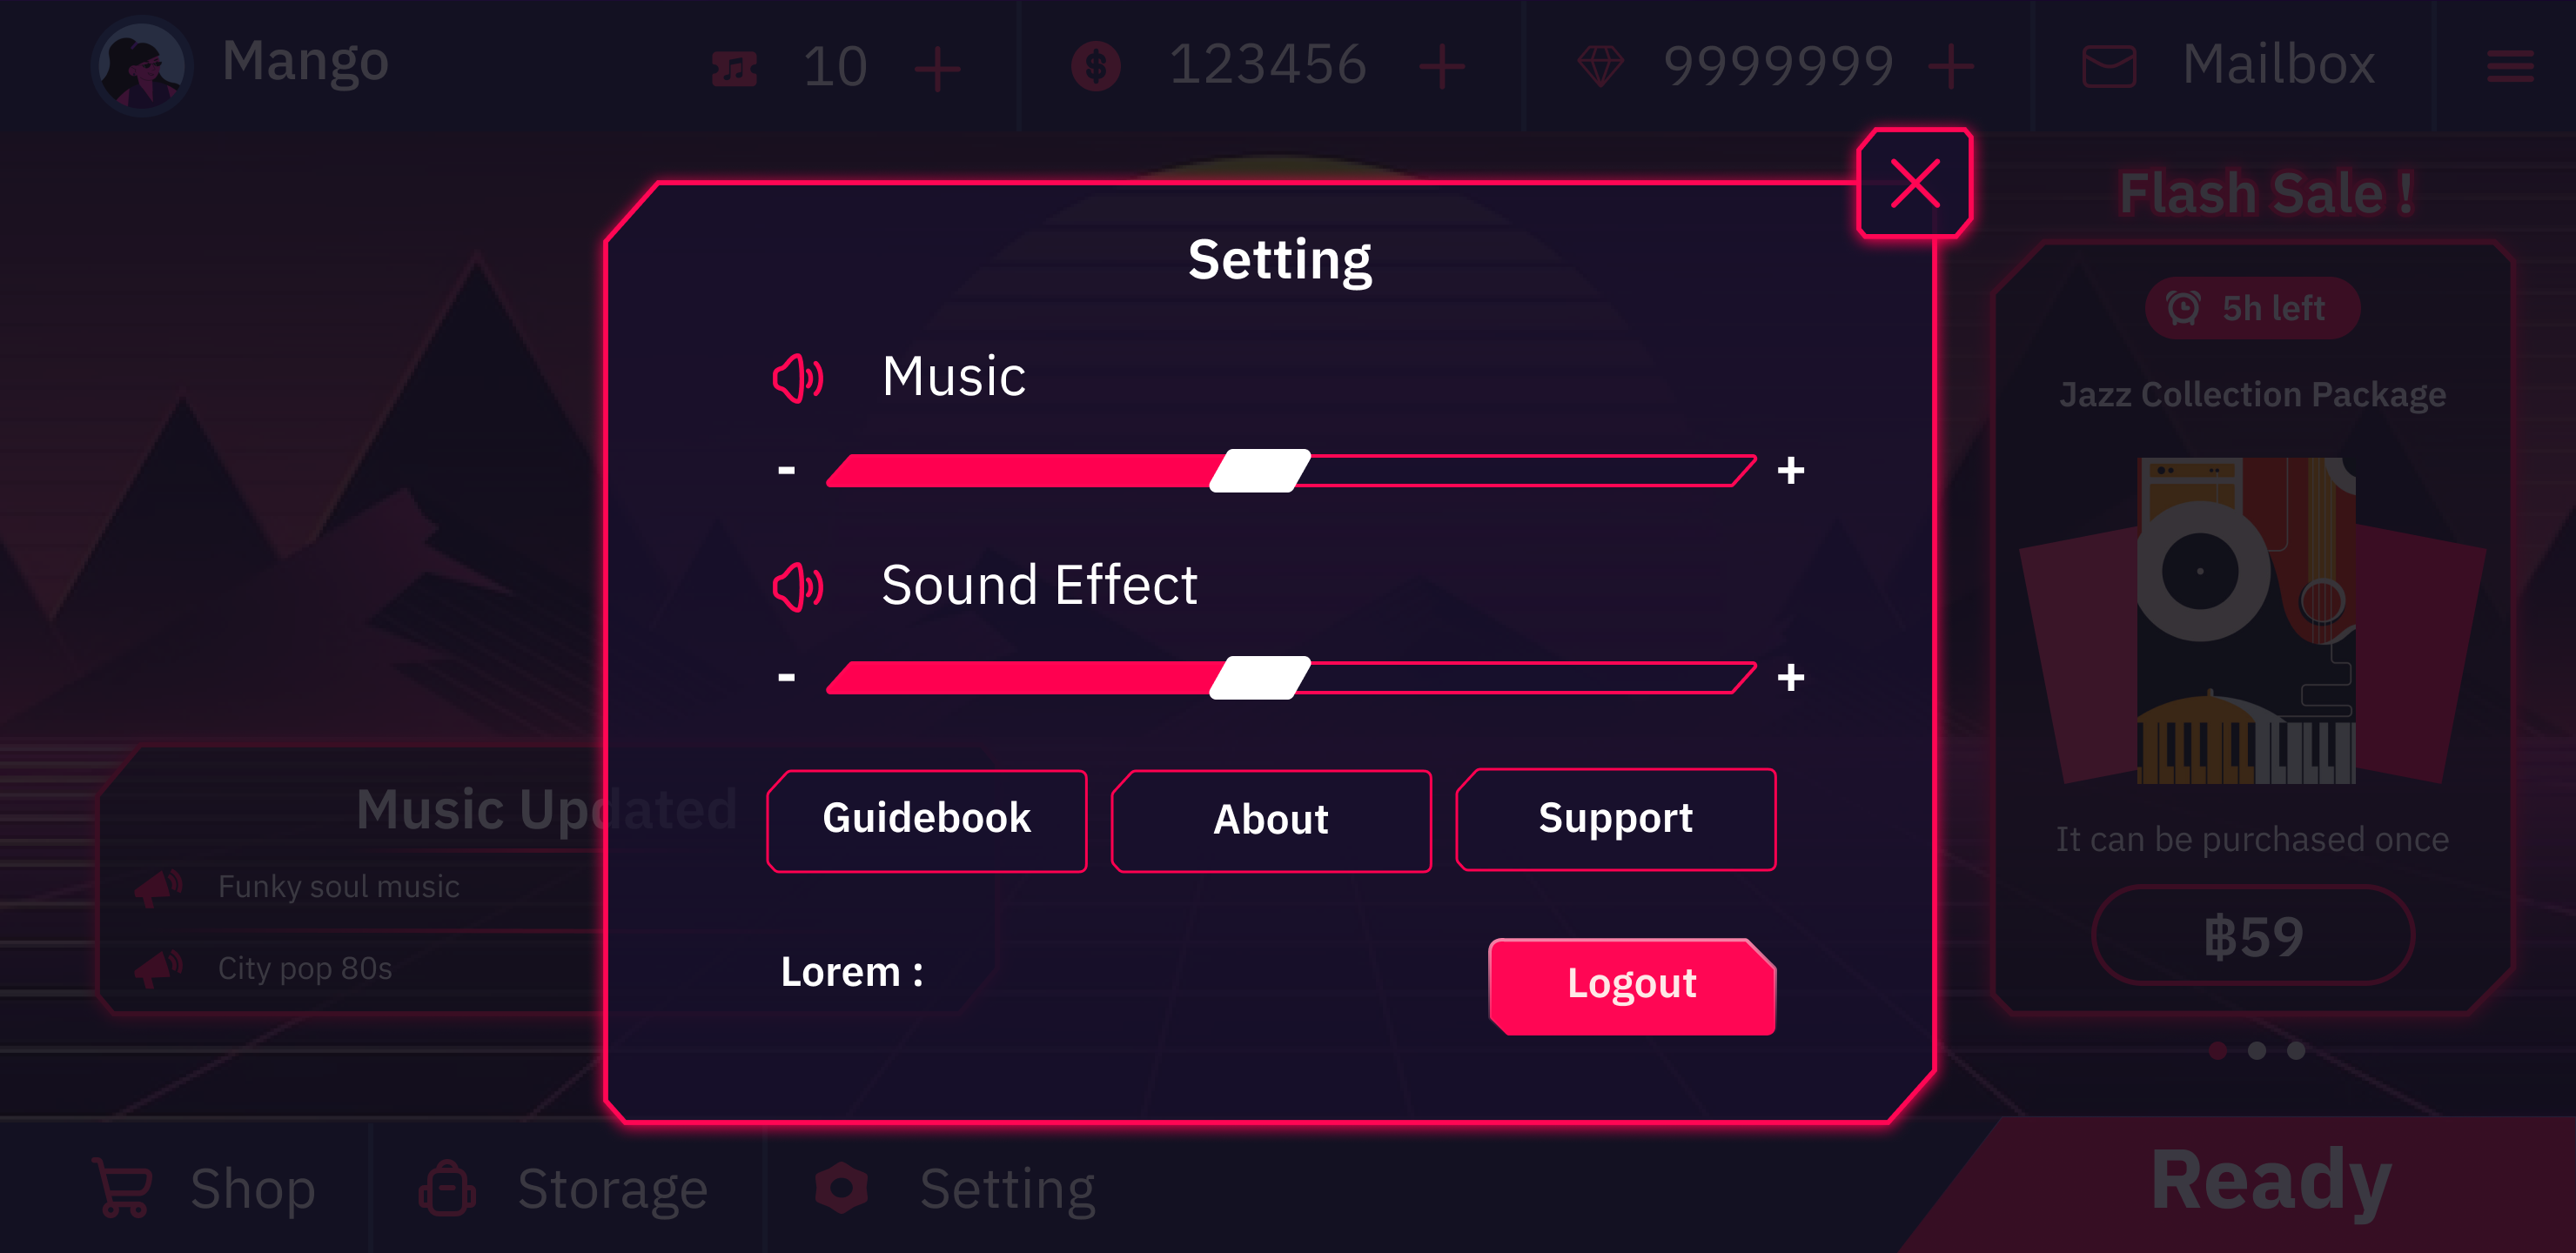 Mango
10 +
123456 +
9999999 +
Mailbox
Setting
Music
- +
Sound Effect
- +
Guidebook
About
Support
Lorem :
Logout
Flash Sale !
5h left
Jazz Collection Package
It can be purchased once
฿59
Music Updated
Funky soul music
City pop 80s
Shop
Storage
Setting
Ready